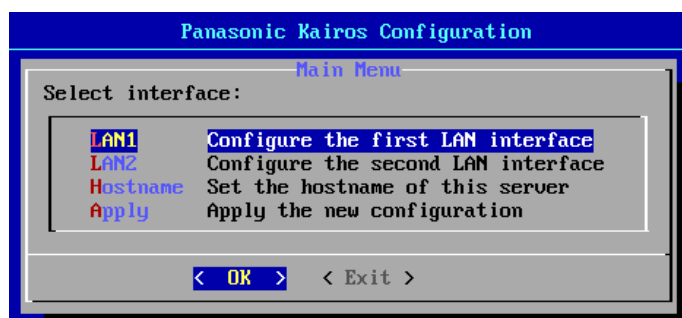 Panasonic Kairos Configuration
Main Menu
Select interface:
LAN1 Configure the first LAN interface
LAN2 Configure the second LAN interface
Hostname Set the hostname of this server
Apply Apply the new configuration
< OK > < Exit >